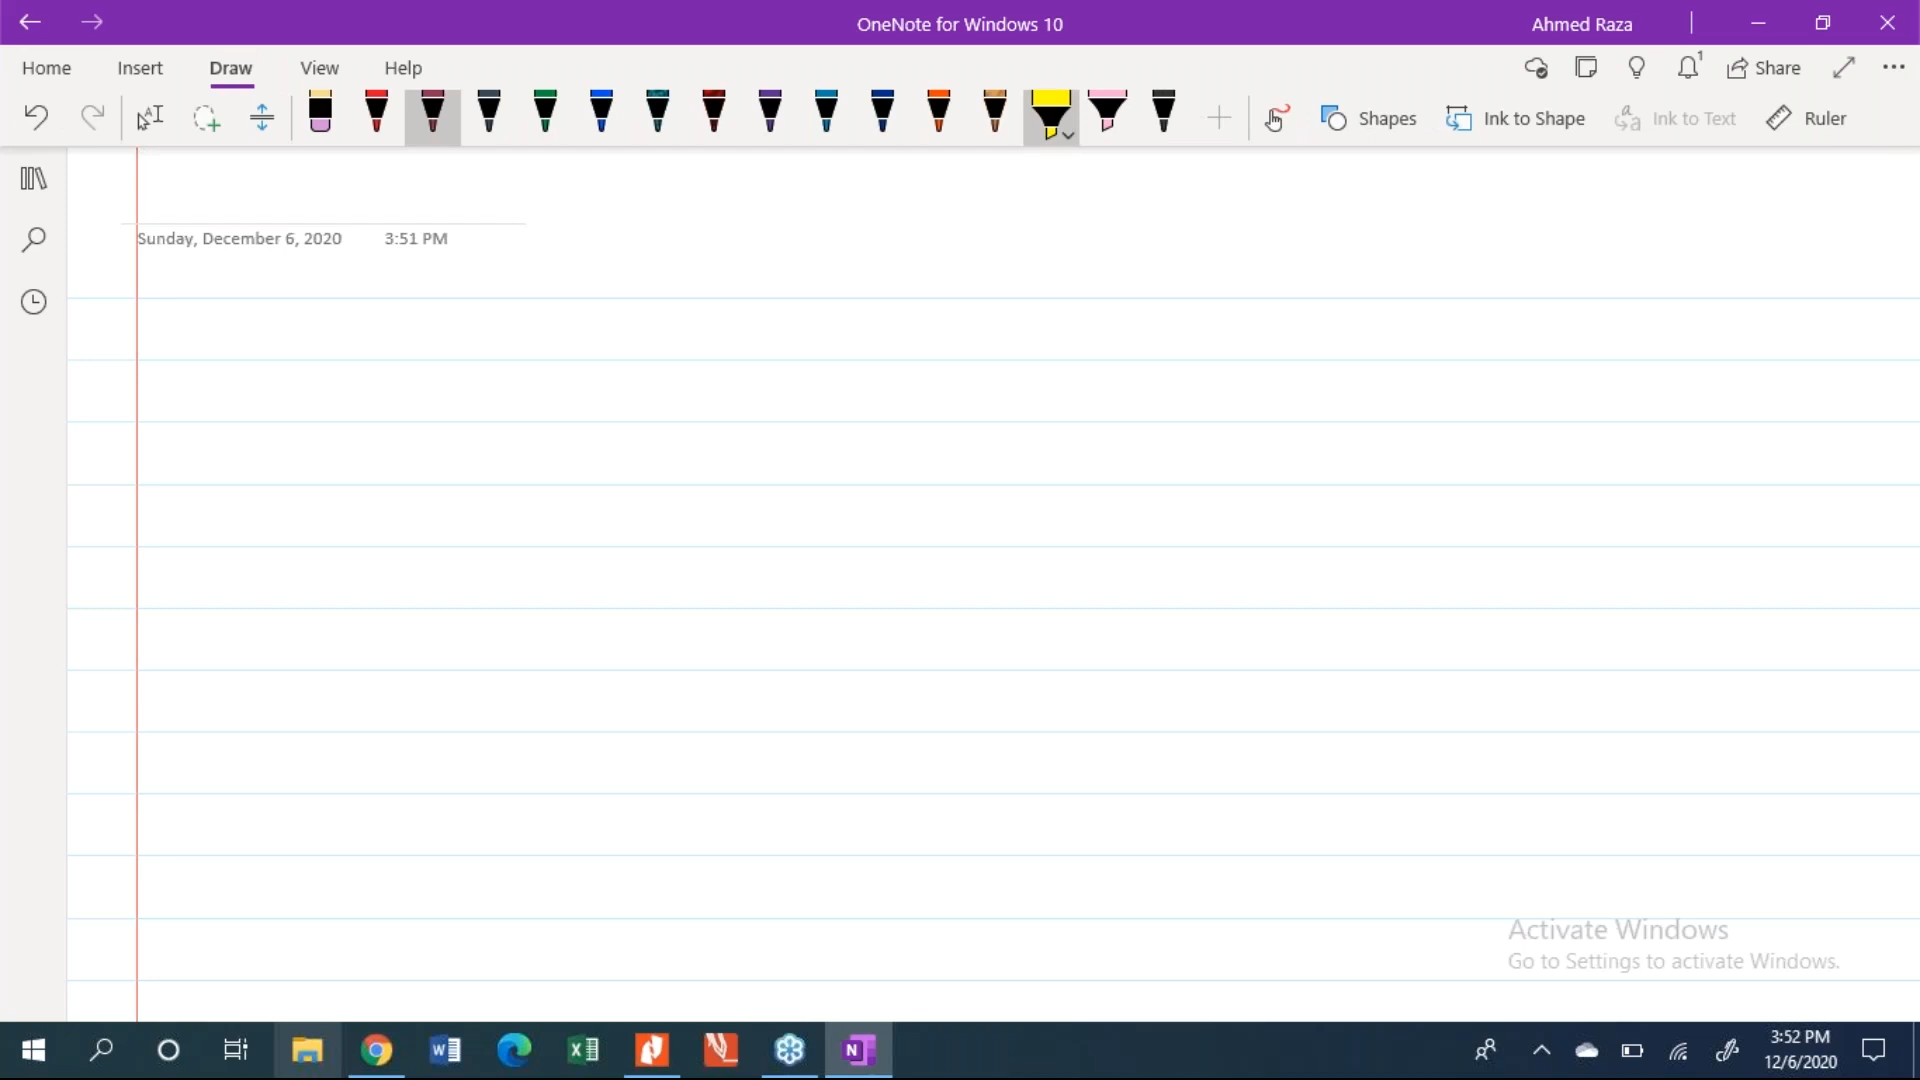 OneNote for Windows 10
Ahmed Raza
Home Insert Draw View Help
1
Share
Shapes
Ink to Shape
Ink to Text
Ruler
Sunday, December 6, 2020 3:51 PM
Activate Windows
Go to Settings to activate Windows.
3:52 PM
12/6/2020